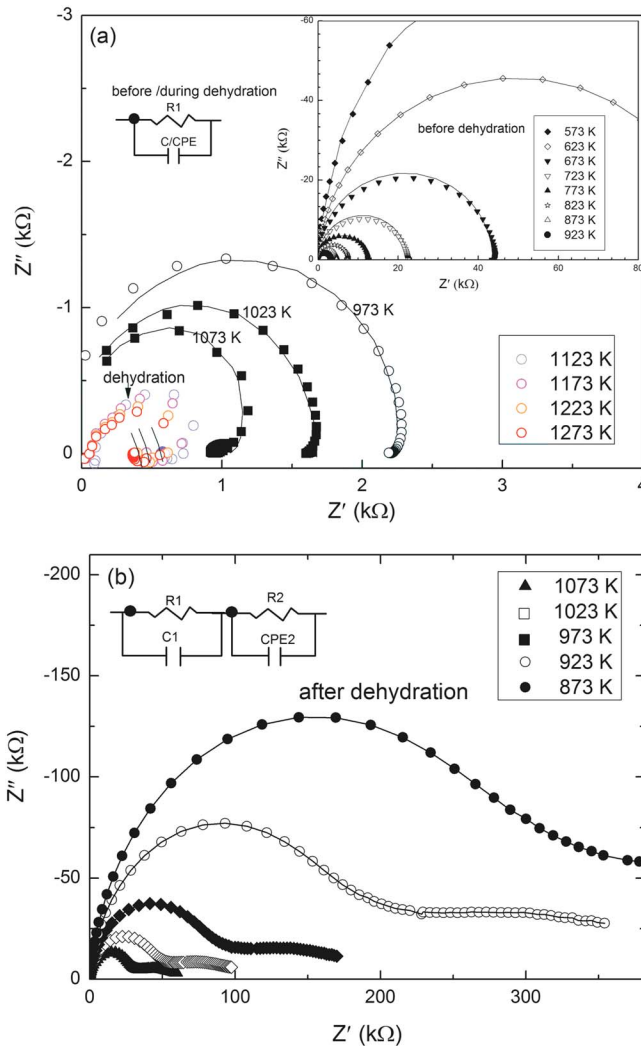 (a)
before /during dehydration
R1
C/CPE
-3
-2
-1
0
Z″ (kΩ)
0 1 2 3 4
Z′ (kΩ)
973 K
1023 K
1073 K
dehydration
1123 K
1173 K
1223 K
1273 K
-60
-40
-20
0
Z″ (kΩ)
0 20 40 60 80
Z′ (kΩ)
before dehydration
573 K
623 K
673 K
723 K
773 K
823 K
873 K
923 K
(b)
R1 R2
C1 CPE2
after dehydration
1073 K
1023 K
973 K
923 K
873 K
-200
-150
-100
-50
0
Z″ (kΩ)
0 100 200 300
Z′ (kΩ)